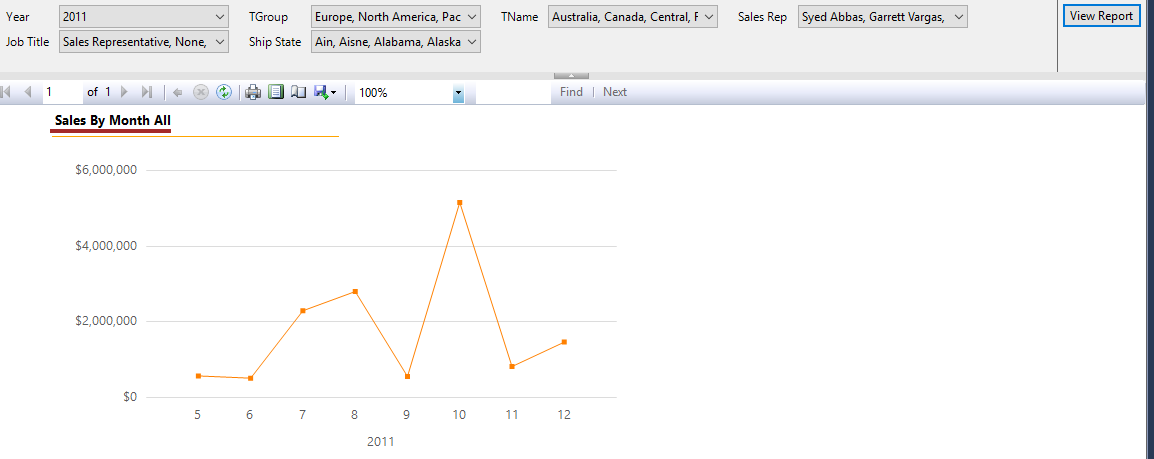 Year 2011 TGroup Europe, North America, Pac TName Australia, Canada, Central, F Sales Rep Syed Abbas, Garrett Vargas, View Report
Job Title Sales Representative, None, Ship State Ain, Aisne, Alabama, Alaska
1 of 1 100% Find | Next
Sales By Month All
$6,000,000
$4,000,000
$2,000,000
$0
5 6 7 8 9 10 11 12
2011